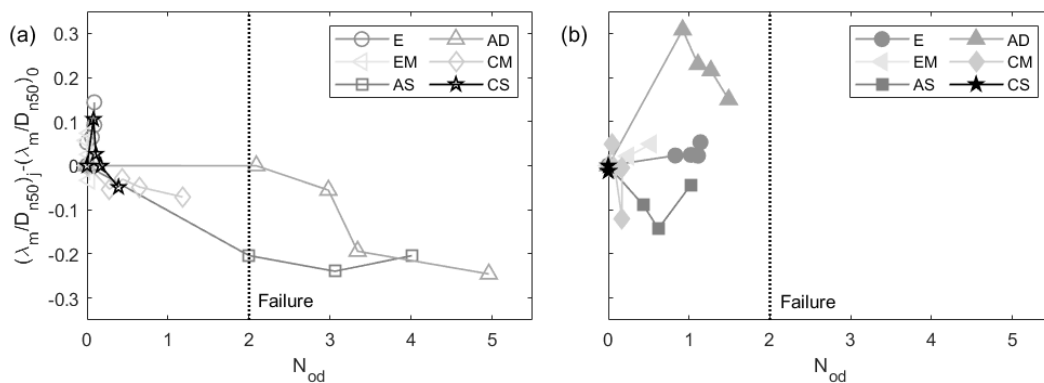 (a)
(λm/Dn50)j-(λm/Dn50)0
0.3
0.2
0.1
0
-0.1
-0.2
-0.3
E AD
EM CM
AS CS
Failure
0 1 2 3 4 5
Nod
(b)
E AD
EM CM
AS CS
Failure
0 1 2 3 4 5
Nod